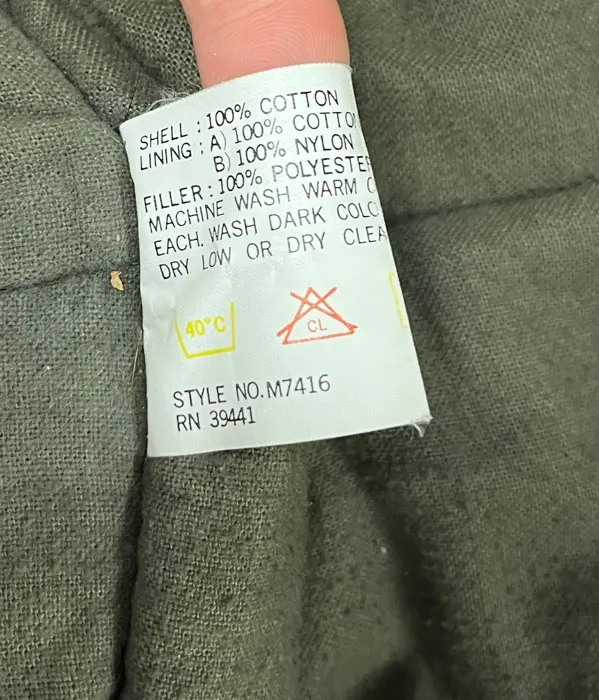 SHELL : 100% COTTON
LINING : A) 100% COTTO
B) 100% NYLON
FILLER : 100% POLYESTER
MACHINE WASH WARM
EACH. WASH DARK COLO
DRY LOW OR DRY CLEA
40°C
CL
STYLE NO.M7416
RN 39441